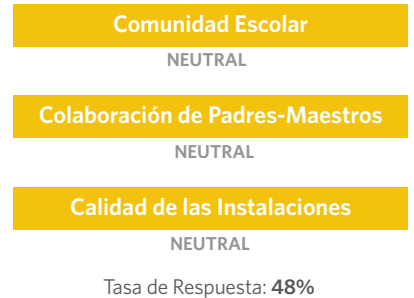 Comunidad Escolar
NEUTRAL
Colaboración de Padres-Maestros
NEUTRAL
Calidad de las Instalaciones
NEUTRAL
Tasa de Respuesta: 48%